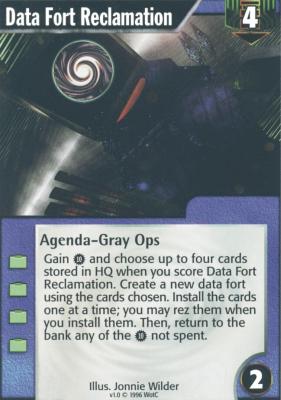 Data Fort Reclamation
4
Agenda-Gray Ops
Gain 10 and choose up to four cards
stored in HQ when you score Data Fort
Reclamation. Create a new data fort
using the cards chosen. Install the cards
one at a time; you may rez them when
you install them. Then, return to the
bank any of the 10 not spent.
2
Illus. Jonnie Wilder
v1.0 © 1996 WotC